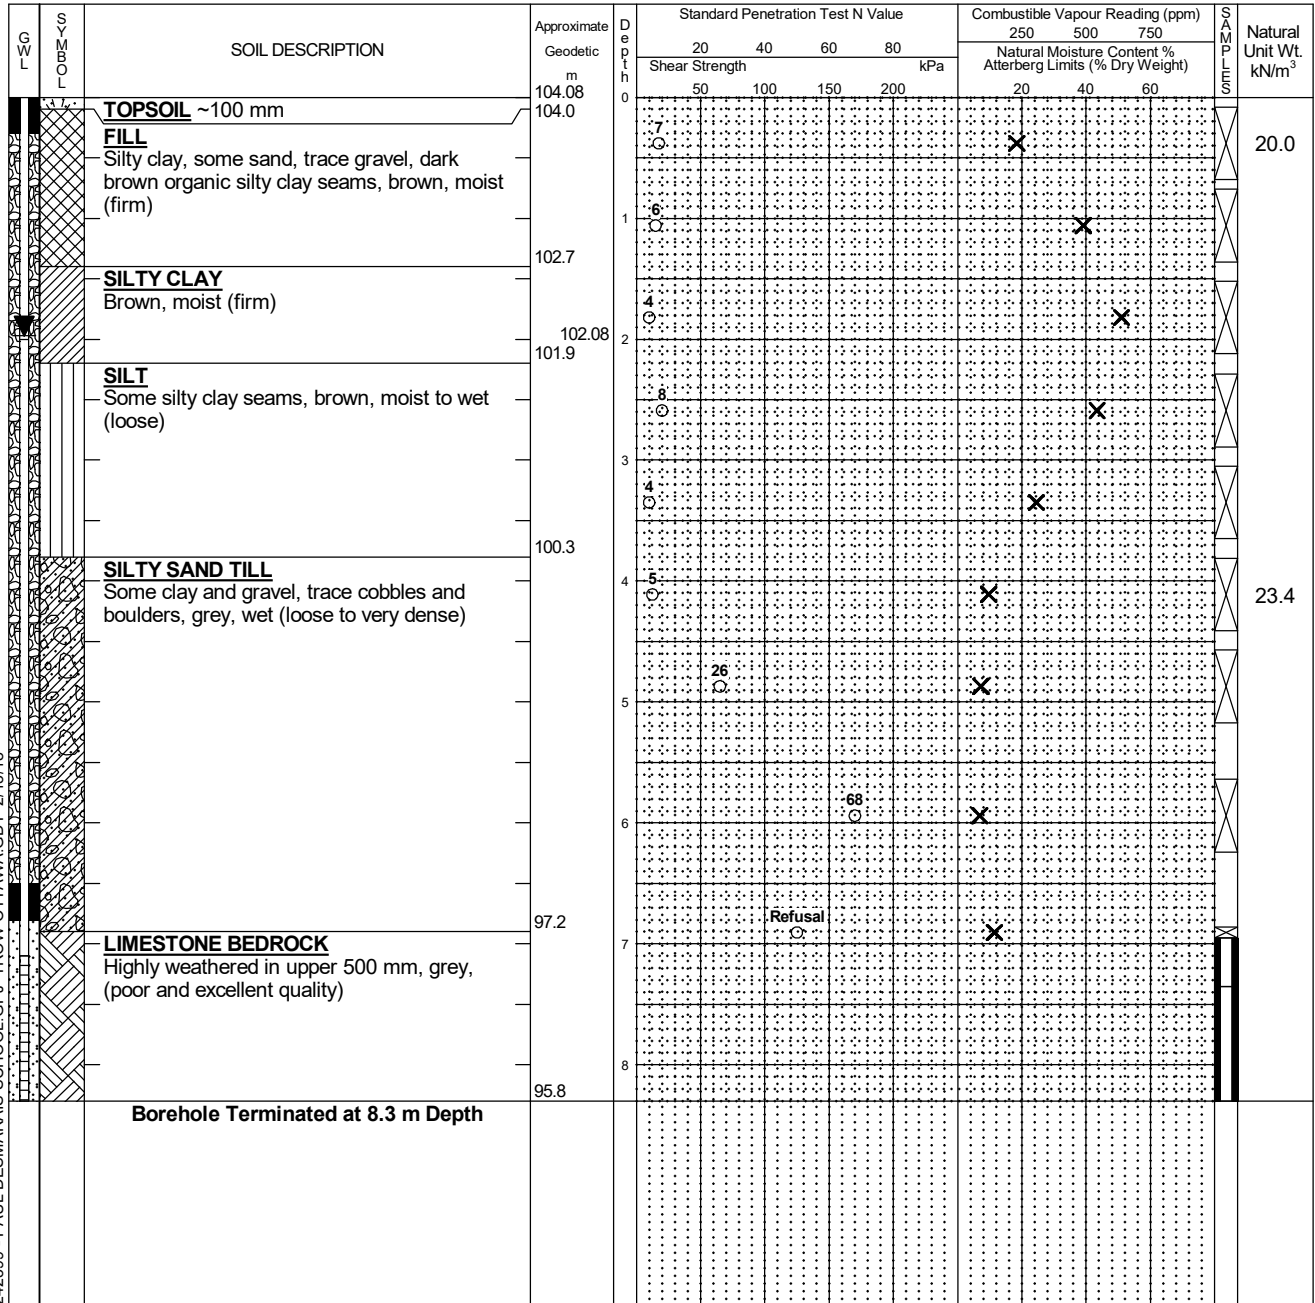 GWL
SYMBOL
SOIL DESCRIPTION
Approximate
Geodetic
m
104.08
Depth
Standard Penetration Test N Value
20 40 60 80
Shear Strength kPa
50 100 150 200
Combustible Vapour Reading (ppm)
250 500 750
Natural Moisture Content %
Atterberg Limits (% Dry Weight)
20 40 60
SAMPLES
Natural
Unit Wt.
kN/m³
0
TOPSOIL ~100 mm
104.0
FILL
Silty clay, some sand, trace gravel, dark
brown organic silty clay seams, brown, moist
(firm)
7
20.0
1
6
102.7
SILTY CLAY
Brown, moist (firm)
4
102.08
2
101.9
SILT
Some silty clay seams, brown, moist to wet
(loose)
8
3
4
100.3
SILTY SAND TILL
Some clay and gravel, trace cobbles and
boulders, grey, wet (loose to very dense)
5
4
23.4
26
5
68
6
Refusal
97.2
LIMESTONE BEDROCK
Highly weathered in upper 500 mm, grey,
(poor and excellent quality)
7
8
95.8
Borehole Terminated at 8.3 m Depth